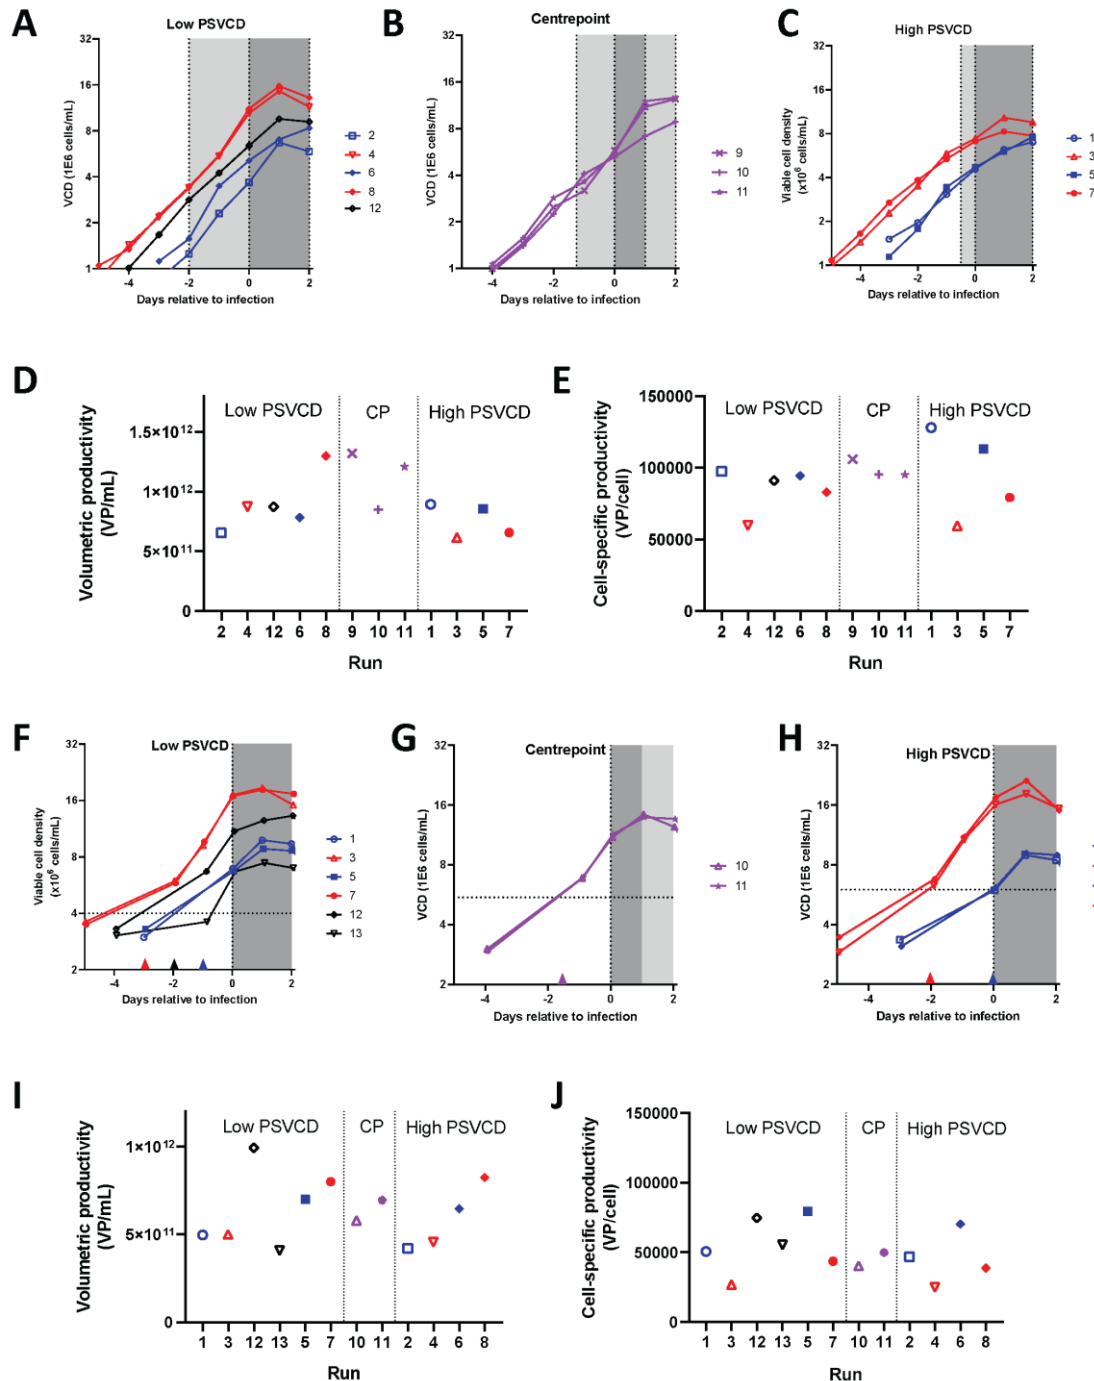 A
Low PSVCD
VCD (1E6 cells/mL)
32
16
8
4
2
1
-4
-2
0
2
Days relative to infection
2
4
6
8
12
B
Centrepoint
VCD (1E6 cells/mL)
32
16
8
4
2
1
-4
-2
0
2
Days relative to infection
9
10
11
C
High PSVCD
Viable cell density
(x10⁶ cells/mL)
32
16
8
4
2
1
-4
-2
0
2
Days relative to infection
1
3
5
7
D
Volumetric productivity
(VP/mL)
1.5×10¹²
1×10¹²
5×10¹¹
0
Low PSVCD
CP
High PSVCD
2 4 12 6 8 9 10 11 1 3 5 7
Run
E
Cell-specific productivity
(VP/cell)
150000
100000
50000
0
Low PSVCD
CP
High PSVCD
2 4 12 6 8 9 10 11 1 3 5 7
Run
F
Low PSVCD
Viable cell density
(x10⁶ cells/mL)
32
16
8
4
2
-4
-2
0
2
Days relative to infection
1
3
5
7
12
13
G
Centrepoint
VCD (1E6 cells/mL)
32
16
8
4
2
-4
-2
0
2
Days relative to infection
10
11
H
High PSVCD
VCD (1E6 cells/mL)
32
16
8
4
2
-4
-2
0
2
Days relative to infection
I
Volumetric productivity
(VP/mL)
1×10¹²
5×10¹¹
0
Low PSVCD
CP
High PSVCD
1 3 12 13 5 7 10 11 2 4 6 8
Run
J
Cell-specific productivity
(VP/cell)
150000
100000
50000
0
Low PSVCD
CP
High PSVCD
1 3 12 13 5 7 10 11 2 4 6 8
Run